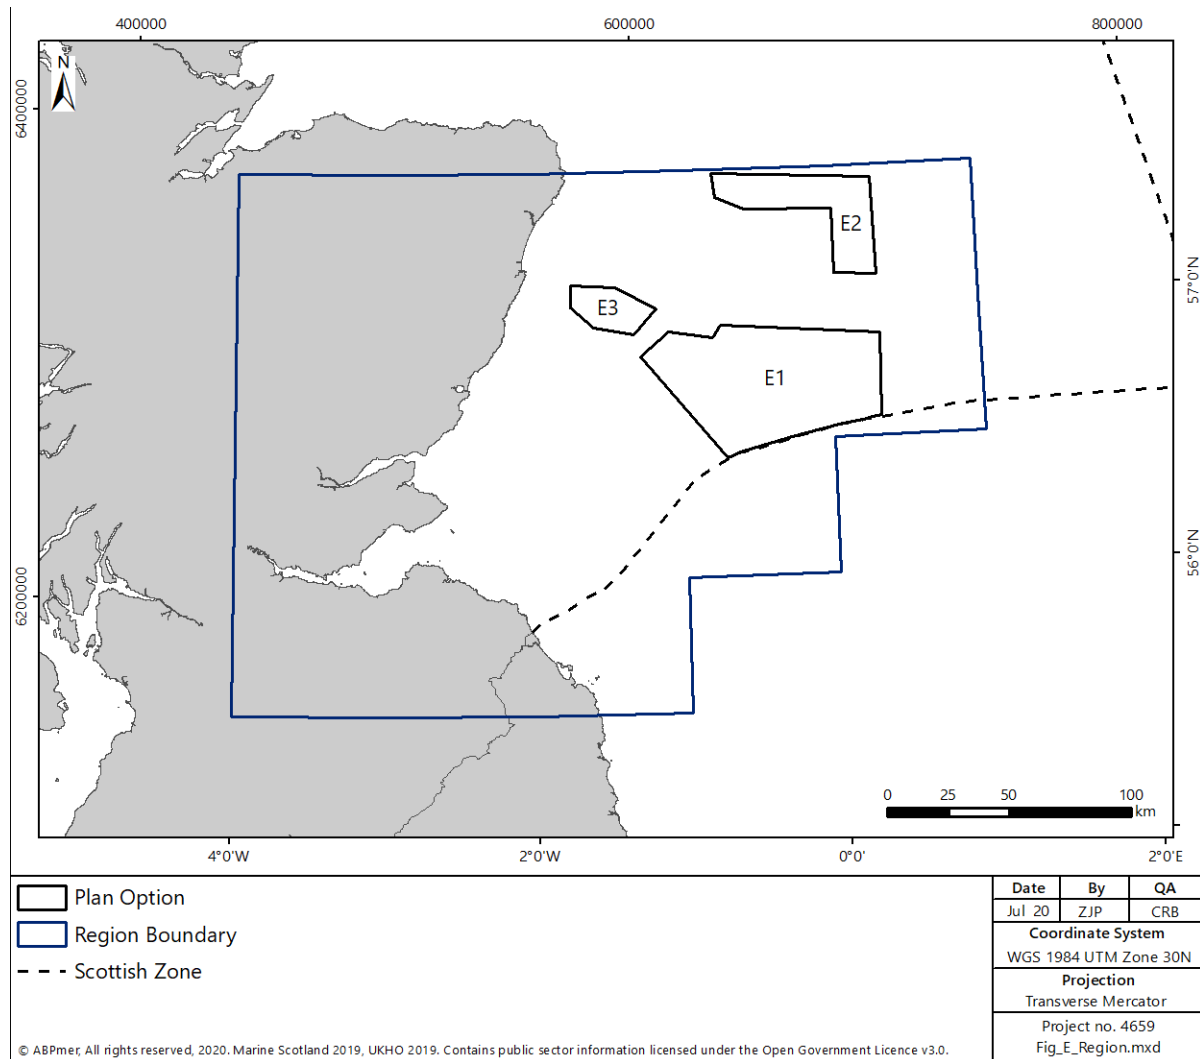 400000 600000 800000
N
6400000
E2
57°0'N
E3
E1
56°0'N
6200000
0 25 50 100
km
4°0'W 2°0'W 0°0' 2°0'E
Plan Option
Region Boundary
Scottish Zone
Date By QA
Jul 20 ZJP CRB
Coordinate System
WGS 1984 UTM Zone 30N
Projection
Transverse Mercator
Project no. 4659
Fig_E_Region.mxd
© ABPmer, All rights reserved, 2020. Marine Scotland 2019, UKHO 2019. Contains public sector information licensed under the Open Government Licence v3.0.